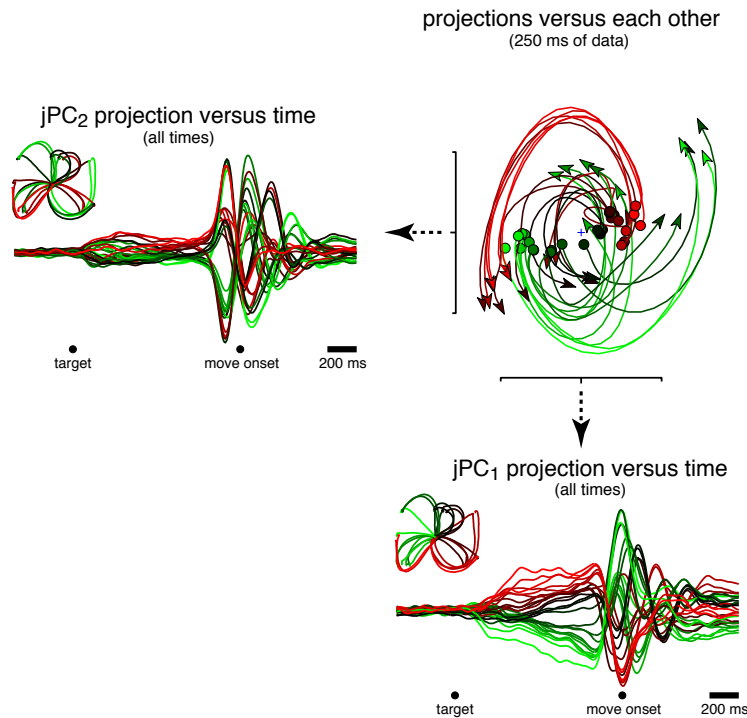 projections versus each other
(250 ms of data)
jPC2 projection versus time
(all times)
target
move onset
200 ms
jPC1 projection versus time
(all times)
target
move onset
200 ms